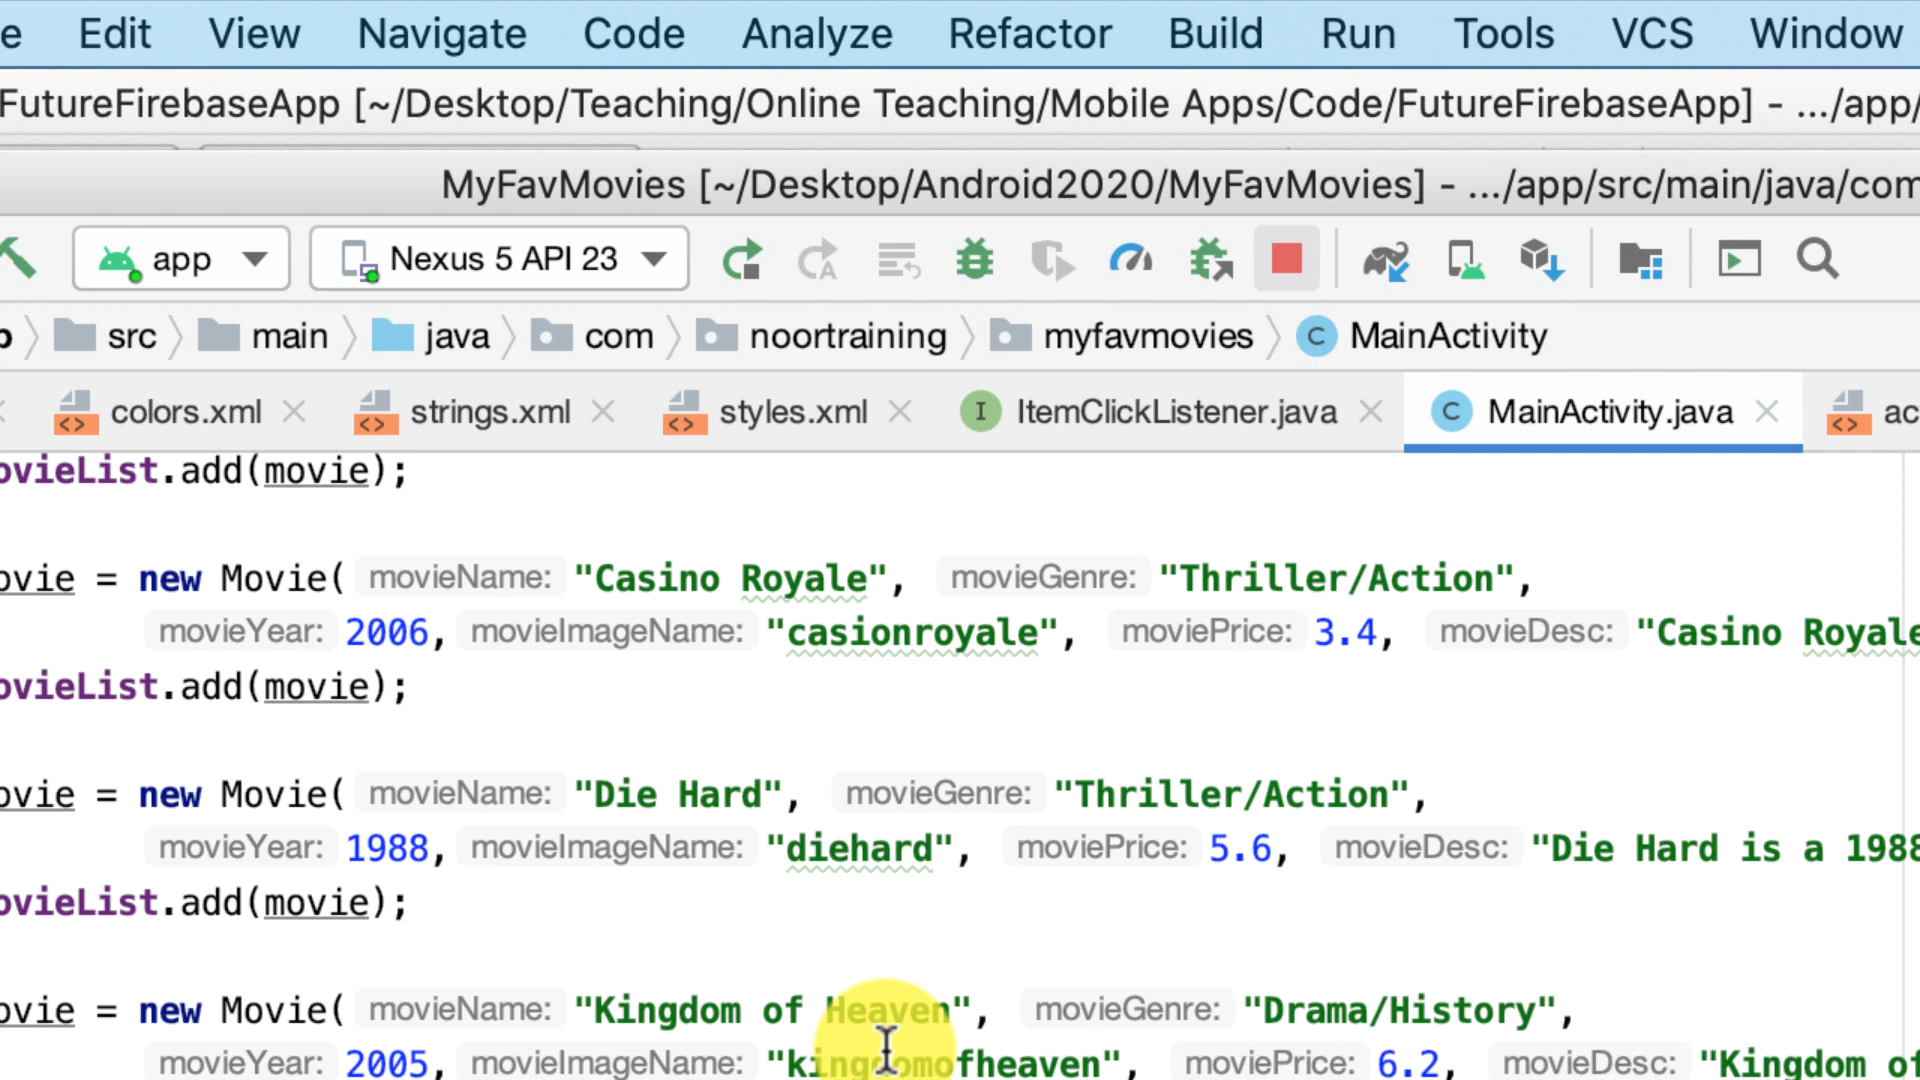 e Edit View Navigate Code Analyze Refactor Build Run Tools VCS Window
FutureFirebaseApp [~/Desktop/Teaching/Online Teaching/Mobile Apps/Code/FutureFirebaseApp] - .../app/
MyFavMovies [~/Desktop/Android2020/MyFavMovies] - .../app/src/main/java/com
app Nexus 5 API 23
p src main java com noortraining myfavmovies C MainActivity
colors.xml strings.xml styles.xml I ItemClickListener.java C MainActivity.java ac
ovieList.add(movie);
ovie = new Movie( movieName: "Casino Royale", movieGenre: "Thriller/Action",
movieYear: 2006, movieImageName: "casionroyale", moviePrice: 3.4, movieDesc: "Casino Royale
ovieList.add(movie);
ovie = new Movie( movieName: "Die Hard", movieGenre: "Thriller/Action",
movieYear: 1988, movieImageName: "diehard", moviePrice: 5.6, movieDesc: "Die Hard is a 1988
ovieList.add(movie);
ovie = new Movie( movieName: "Kingdom of Heaven", movieGenre: "Drama/History",
movieYear: 2005, movieImageName: "kingdomofheaven", moviePrice: 6.2, movieDesc: "Kingdom of